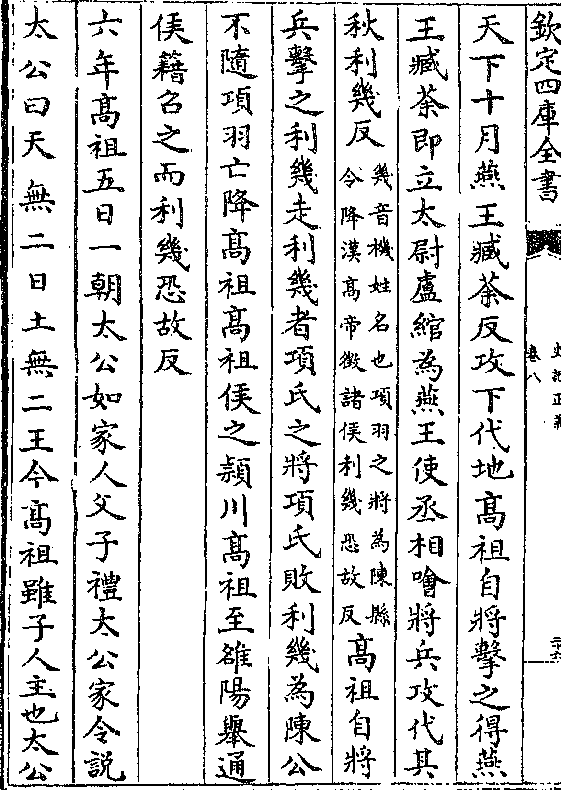 欽定四庫全書
史記正義
卷八
天下十月燕王臧荼反攻下代地高祖自將擊之得燕
王臧荼即立太尉盧綰為燕王使丞相噲將兵攻代其
秋利幾反幾音機姓名也項羽之將為陳縣令降漢高帝徵諸侯利幾恐故反高祖自將
兵擊之利幾走利幾者項氏之將項氏敗利幾為陳公
不隨項羽亡降高祖高祖侯之潁川高祖至雒陽舉通
侯籍召之而利幾恐故反
六年高祖五日一朝太公如家人父子禮太公家令説
太公曰天無二日土無二王今高祖雖子人主也太公